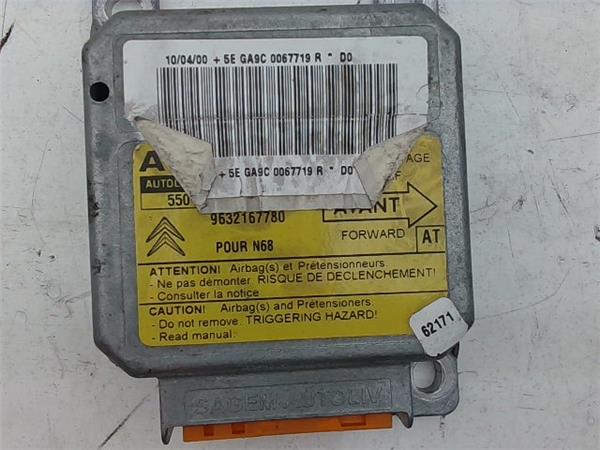 10/04/00 + 5E GA9C 0067719 R * D0
+ 5E GA9C 0067719 R * D0
A
AGE
AUTOL
F
550
AVANT
9632167780
FORWARD
AT
POUR N68
ATTENTION! Airbag(s) et Prétensionneurs.
- Ne pas démonter. RISQUE DE DECLENCHEMENT!
- Consulter la notice
CAUTION! Airbag(s) and Prétensioners.
- Do not remove. TRIGGERING HAZARD!
- Read manual.
62171
SAGEM AUTOLIV